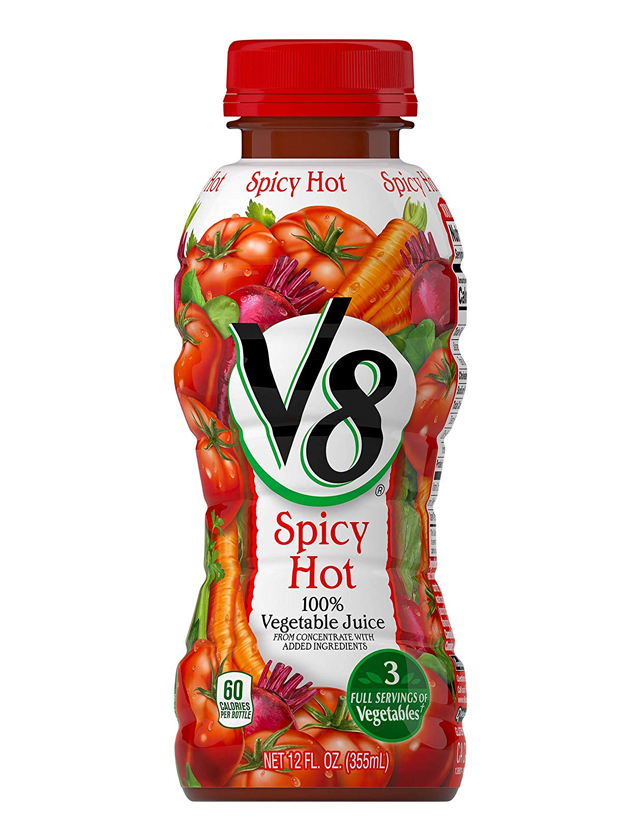 Hot Spicy Hot Spicy Ho
V8
®
Spicy
Hot
100%
Vegetable Juice
FROM CONCENTRATE WITH
ADDED INGREDIENTS
60
CALORIES
PER BOTTLE
3
FULL SERVINGS OF
Vegetables†
NET 12 FL. OZ. (355mL)